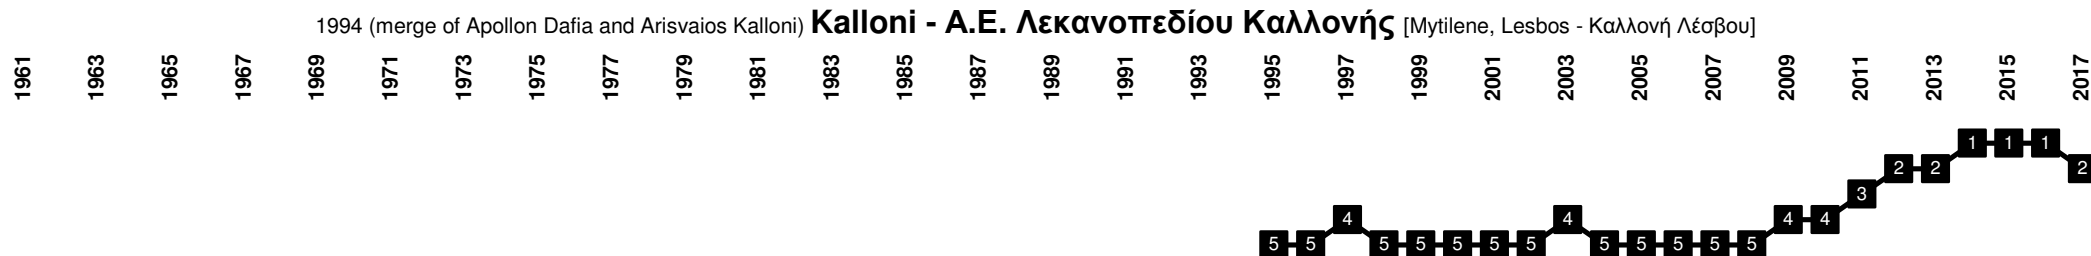 1994 (merge of Apollon Dafia and Arisvaios Kalloni) Kalloni - Α.Ε. Λεκανοπεδίου Καλλονής [Mytilene, Lesbos - Καλλονή Λέσβου]
1961 1963 1965 1967 1969 1971 1973 1975 1977 1979 1981 1983 1985 1987 1989 1991 1993 1995 1997 1999 2001 2003 2005 2007 2009 2011 2013 2015 2017
1 1 1
2 2 2
3
4 4 4 4
5 5 5 5 5 5 5 5 5 5 5 5